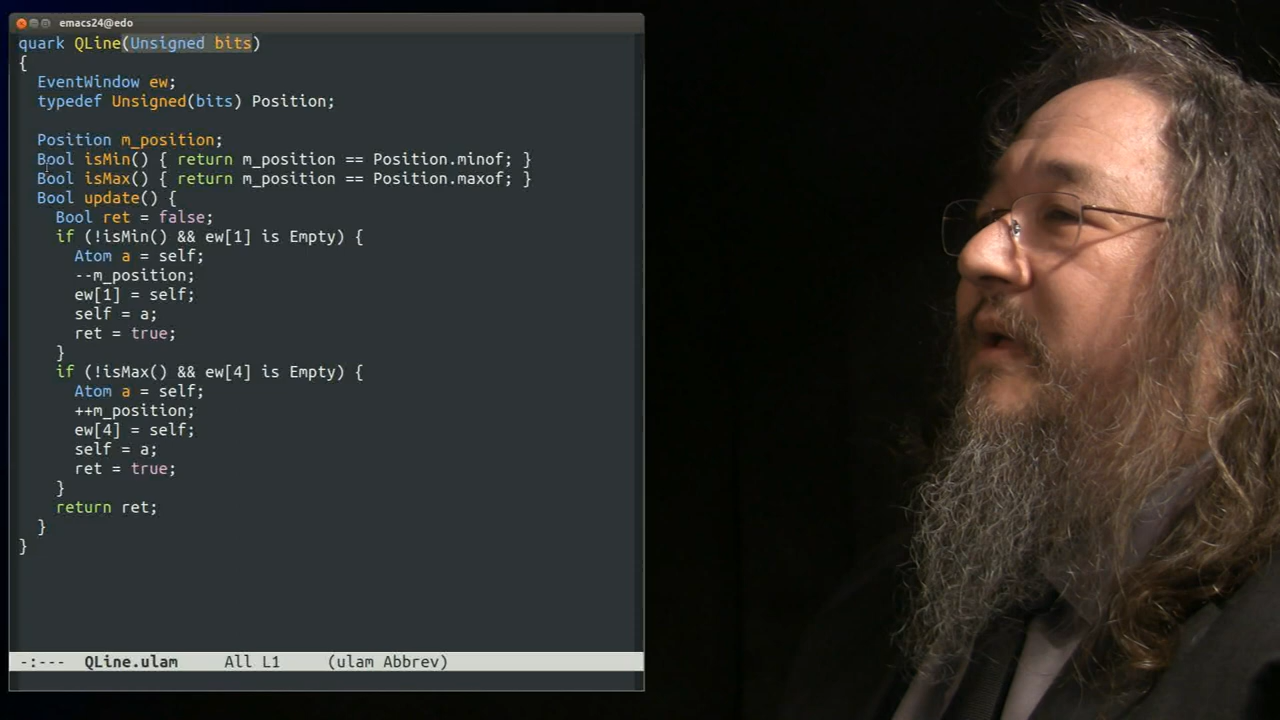 emacs24@edo
quark QLine(Unsigned bits)
{
  EventWindow ew;
  typedef Unsigned(bits) Position;

  Position m_position;
  Bool isMin() { return m_position == Position.minof; }
  Bool isMax() { return m_position == Position.maxof; }
  Bool update() {
    Bool ret = false;
    if (!isMin() && ew[1] is Empty) {
      Atom a = self;
      --m_position;
      ew[1] = self;
      self = a;
      ret = true;
    }
    if (!isMax() && ew[4] is Empty) {
      Atom a = self;
      ++m_position;
      ew[4] = self;
      self = a;
      ret = true;
    }
    return ret;
  }
}
-:---  QLine.ulam     All L1     (ulam Abbrev)